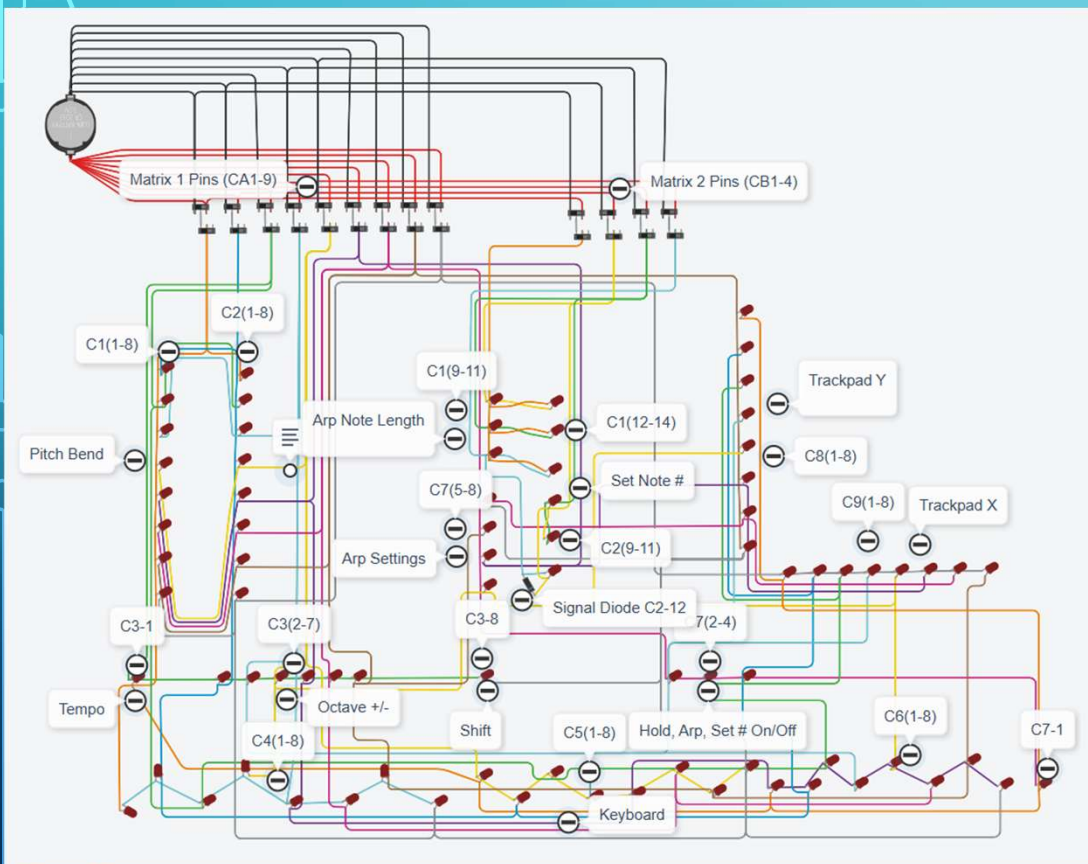 Matrix 1 Pins (CA1-9)
Matrix 2 Pins (CB1-4)
C2(1-8)
C1(1-8)
C1(9-11)
Trackpad Y
Arp Note Length
C1(12-14)
Pitch Bend
C8(1-8)
Set Note #
C7(5-8)
C9(1-8)
Trackpad X
C2(9-11)
Arp Settings
Signal Diode C2-12
C3-1
C3(2-7)
C3-8
7(2-4)
Tempo
Octave +/-
Shift
Hold, Arp, Set # On/Off
C6(1-8)
C7-1
C4(1-8)
C5(1-8)
Keyboard